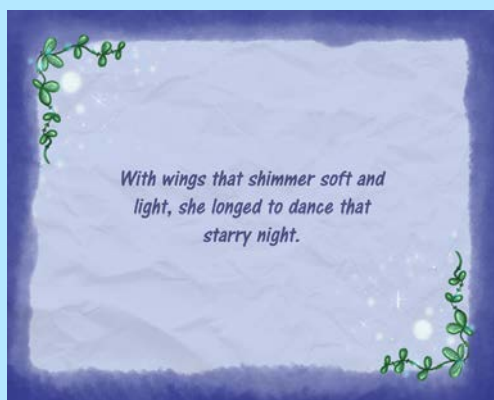 With wings that shimmer soft and
light, she longed to dance that
starry night.